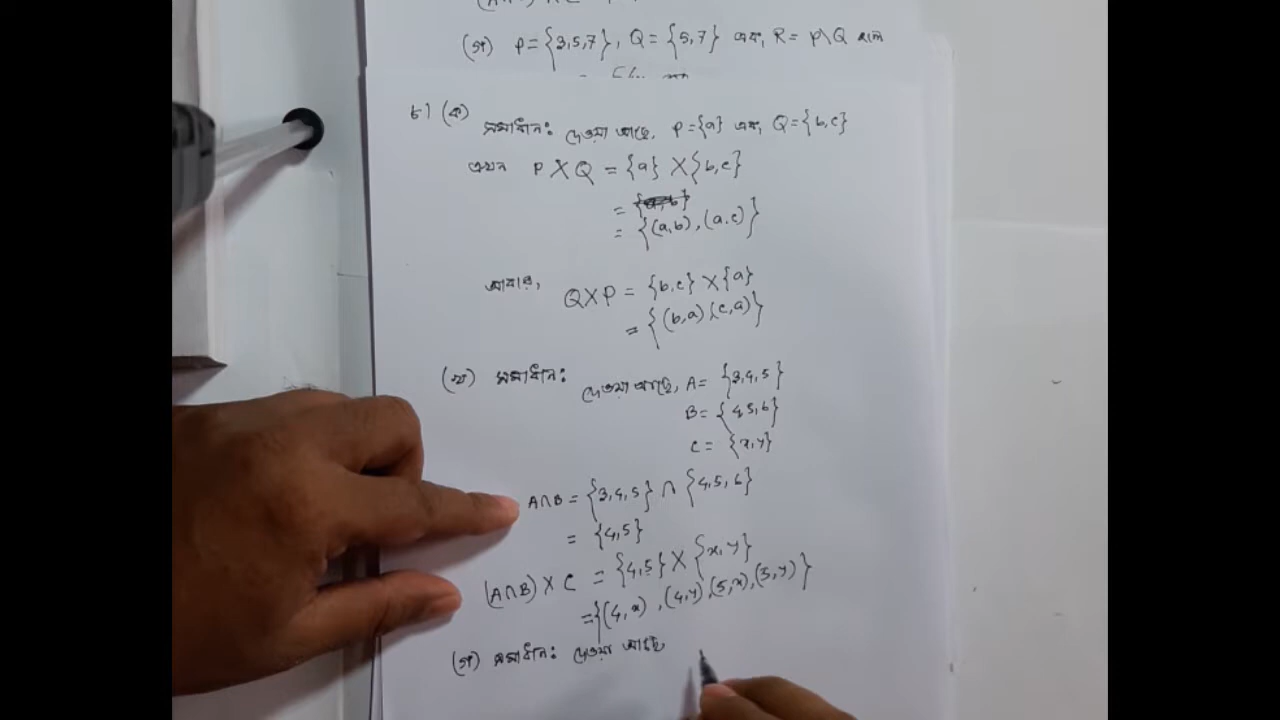 (গ) P = {3,5,7}, Q = {5,7} এবং R = P\Q হলে
৮। (ক) সমাধান: দেওয়া আছে, P = {a} এবং Q = {b,c}
এখন P X Q = {a} X {b,c}
=
= {(a,b), (a,c)}
আবার, Q X P = {b,c} X {a}
= {(b,a), (c,a)}
(খ) সমাধান: দেওয়া আছে, A = {3,4,5}
B = {4,5,6}
C = {x,y}
A∩B = {3,4,5} ∩ {4,5,6}
= {4,5}
(A∩B) X C = {4,5} X {x,y}
= {(4,x), (4,y), (5,x), (5,y)}
(গ) সমাধান: দেওয়া আছে